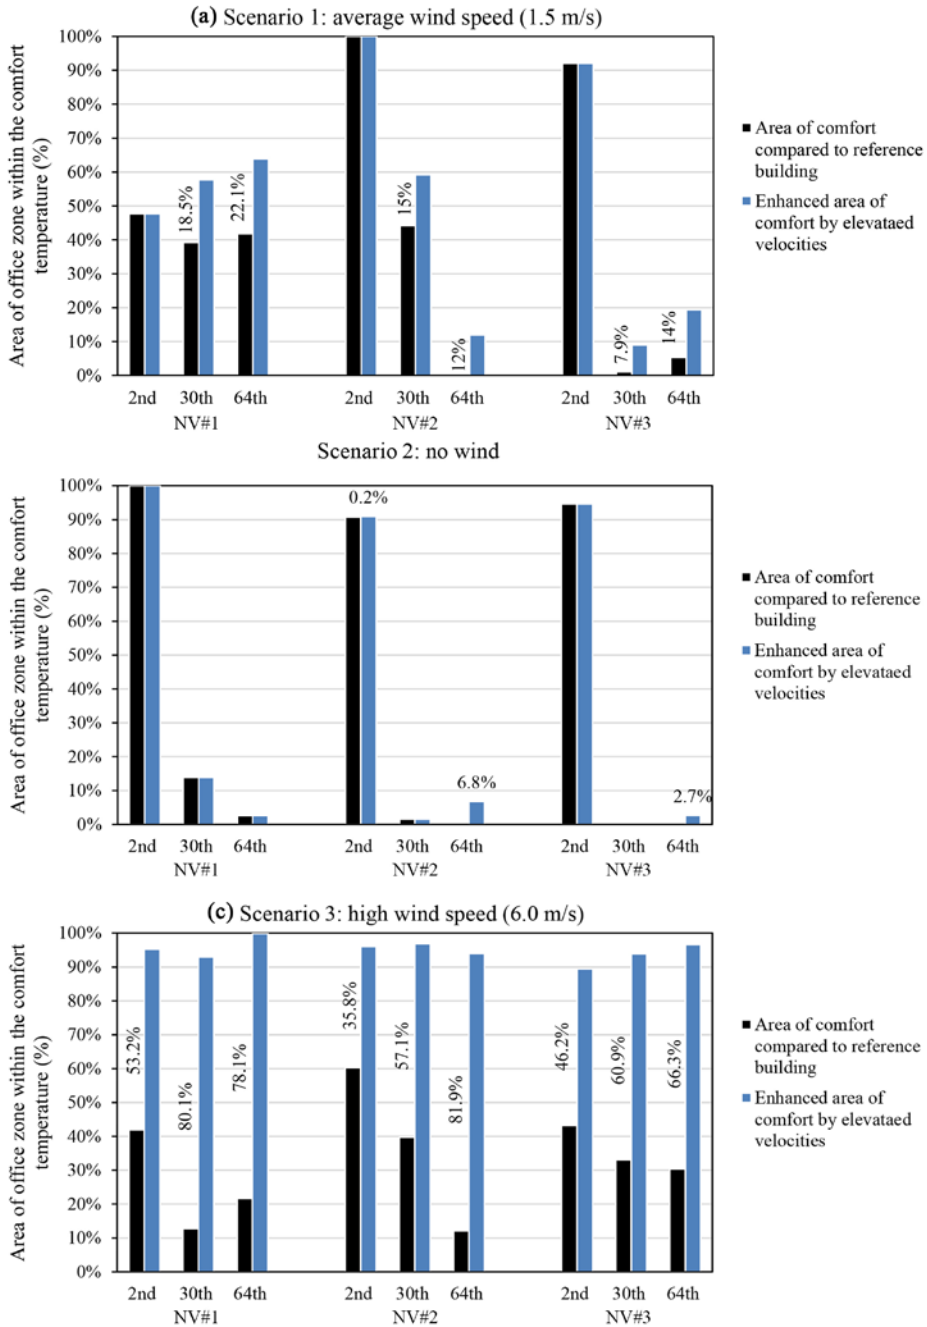 (a) Scenario 1: average wind speed (1.5 m/s)
Area of office zone within the comfort
temperature (%)
100%
90%
80%
70%
60%
50%
40%
30%
20%
10%
0%
18.5%
22.1%
15%
12%
7.9%
14%
2nd 30th 64th 2nd 30th 64th 2nd 30th 64th
NV#1 NV#2 NV#3
Area of comfort
compared to reference
building
Enhanced area of
comfort by elevataed
velocities
Scenario 2: no wind
Area of office zone within the comfort
temperature (%)
100%
90%
80%
70%
60%
50%
40%
30%
20%
10%
0%
0.2%
6.8%
2.7%
2nd 30th 64th 2nd 30th 64th 2nd 30th 64th
NV#1 NV#2 NV#3
Area of comfort
compared to reference
building
Enhanced area of
comfort by elevataed
velocities
(c) Scenario 3: high wind speed (6.0 m/s)
Area of office zone within the comfort
temperature (%)
100%
90%
80%
70%
60%
50%
40%
30%
20%
10%
0%
53.2%
80.1%
78.1%
35.8%
57.1%
81.9%
46.2%
60.9%
66.3%
2nd 30th 64th 2nd 30th 64th 2nd 30th 64th
NV#1 NV#2 NV#3
Area of comfort
compared to reference
building
Enhanced area of
comfort by elevataed
velocities